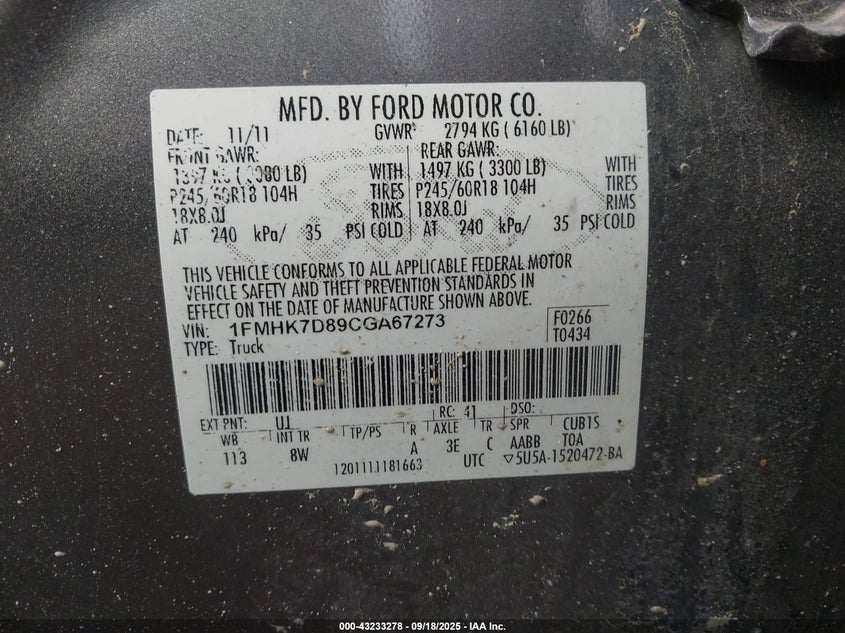 MFD. BY FORD MOTOR CO.
DATE: 11/11 GVWR: 2794 KG ( 6160 LB)
FRONT GAWR: REAR GAWR:
KG ( LB) WITH 1497 KG ( 3300 LB) WITH
P245/60R18 104H TIRES P245/60R18 104H TIRES
18X8.0J RIMS 18X8.0J RIMS
AT 240 kPa/ 35 PSI COLD AT 240 kPa/ 35 PSI COLD
THIS VEHICLE CONFORMS TO ALL APPLICABLE FEDERAL MOTOR
VEHICLE SAFETY AND THEFT PREVENTION STANDARDS IN
EFFECT ON THE DATE OF MANUFACTURE SHOWN ABOVE.
VIN: 1FMHK7D89CGA67273 F0266
TYPE: Truck T0434
EXT PNT: UJ RC: 41 DSO:
WB INT TR TP/PS R AXLE TR SPR CUB1S
113 8W A 3E C AABB TOA
1201111181663 UTC ▽5U5A-1520472-BA
000-43233278 - 09/18/2025 - IAA Inc.